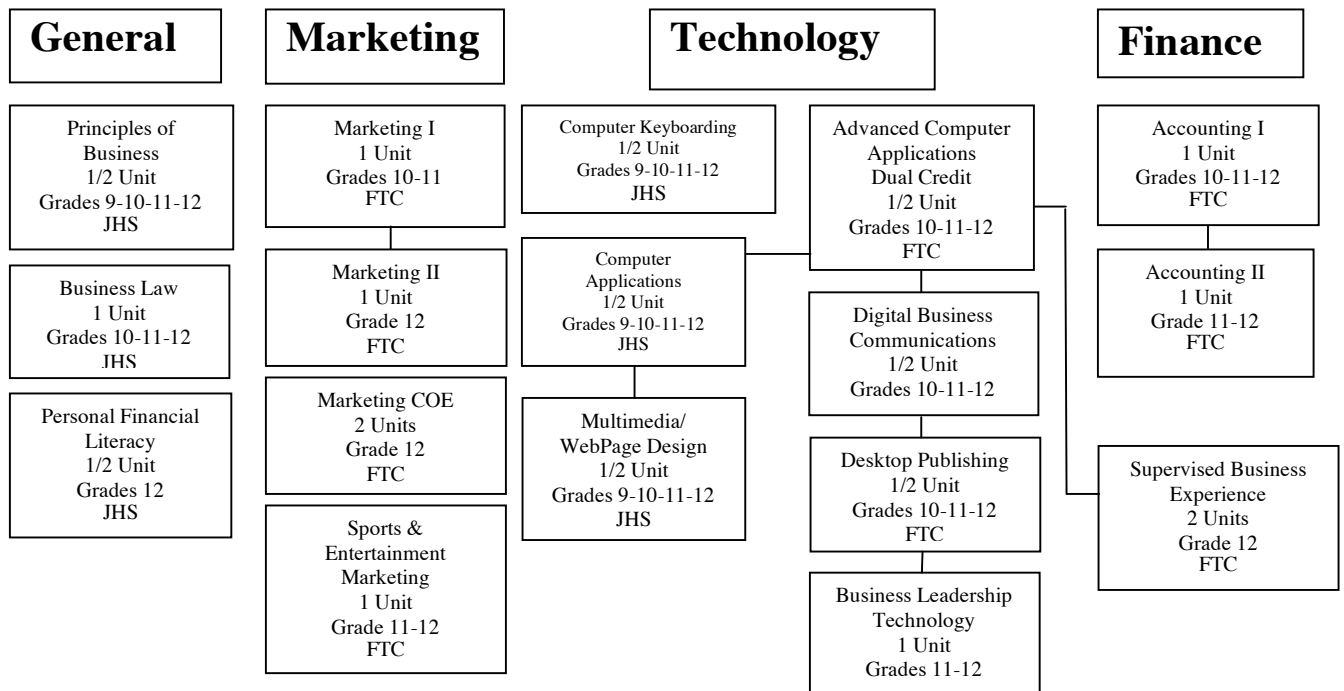 General
Marketing
Technology
Finance
Principles of
Business
1/2 Unit
Grades 9-10-11-12
JHS
Business Law
1 Unit
Grades 10-11-12
JHS
Personal Financial
Literacy
1/2 Unit
Grades 12
JHS
Marketing I
1 Unit
Grades 10-11
FTC
Marketing II
1 Unit
Grade 12
FTC
Marketing COE
2 Units
Grade 12
FTC
Sports &
Entertainment
Marketing
1 Unit
Grade 11-12
FTC
Computer Keyboarding
1/2 Unit
Grades 9-10-11-12
JHS
Computer
Applications
1/2 Unit
Grades 9-10-11-12
JHS
Multimedia/
WebPage Design
1/2 Unit
Grades 9-10-11-12
JHS
Advanced Computer
Applications
Dual Credit
1/2 Unit
Grades 10-11-12
FTC
Digital Business
Communications
1/2 Unit
Grades 10-11-12
Desktop Publishing
1/2 Unit
Grades 10-11-12
FTC
Business Leadership
Technology
1 Unit
Grades 11-12
Accounting I
1 Unit
Grades 10-11-12
FTC
Accounting II
1 Unit
Grade 11-12
FTC
Supervised Business
Experience
2 Units
Grade 12
FTC